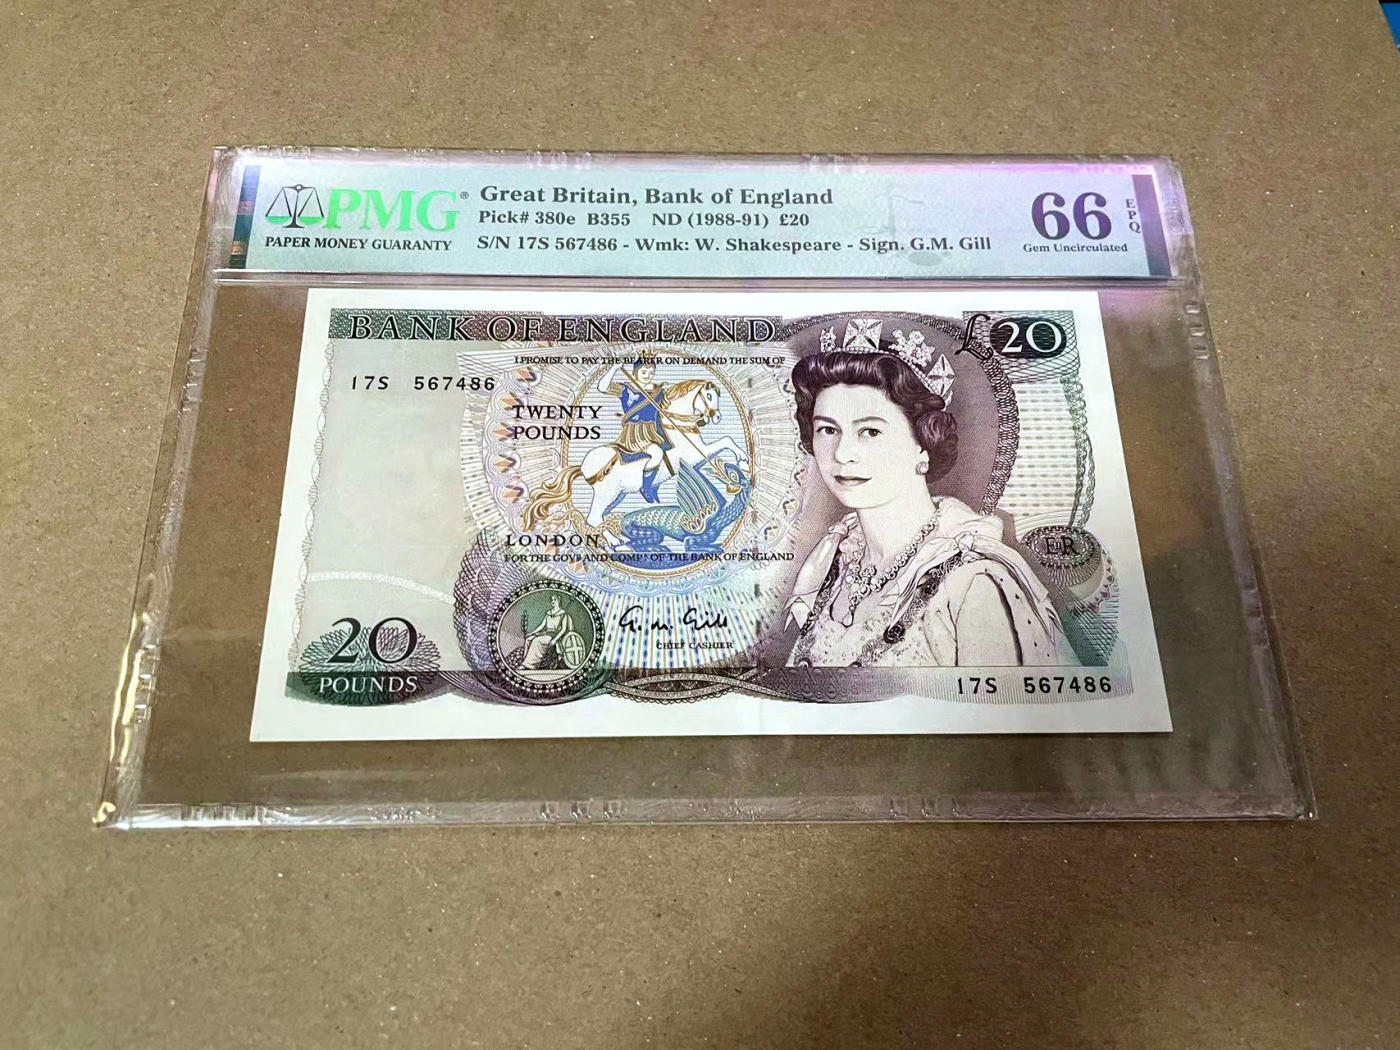 PMG®
PAPER MONEY GUARANTY
Great Britain, Bank of England
Pick# 380e B355 ND (1988-91) £20
S/N 17S 567486 - Wmk: W. Shakespeare - Sign. G.M. Gill
66
EPQ
Gem Uncirculated
BANK OF ENGLAND
£20
I PROMISE TO PAY THE BEARER ON DEMAND THE SUM OF
17S 567486
TWENTY
POUNDS
LONDON
FOR THE GOVR AND COMPA OF THE BANK OF ENGLAND
EIIR
G. M. Gill
CHIEF CASHIER
20
POUNDS
17S 567486